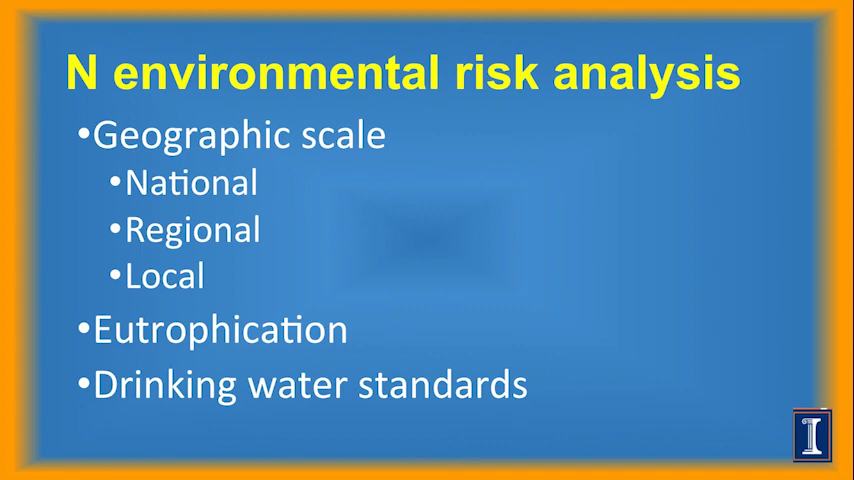 N environmental risk analysis
•Geographic scale
•National
•Regional
•Local
•Eutrophication
•Drinking water standards
I